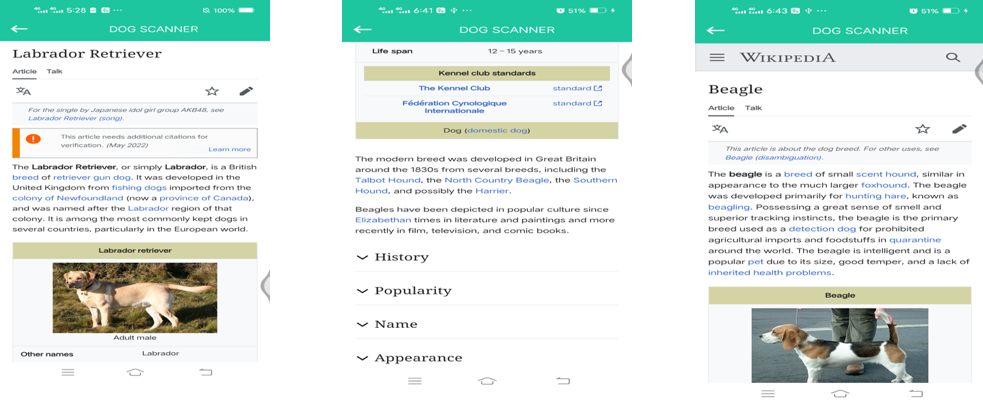 5:28
100%
DOG SCANNER
Labrador Retriever
Article Talk
For the single by Japanese idol girl group AKB48, see
Labrador Retriever (song).
This article needs additional citations for
verification. (May 2022)
Learn more
The Labrador Retriever, or simply Labrador, is a British
breed of retriever gun dog. It was developed in the
United Kingdom from fishing dogs imported from the
colony of Newfoundland (now a province of Canada),
and was named after the Labrador region of that
colony. It is among the most commonly kept dogs in
several countries, particularly in the European world.
Labrador retriever
Adult male
Other names Labrador
6:41
51%
DOG SCANNER
Life span 12 – 15 years
Kennel club standards
The Kennel Club standard
Fédération Cynologique
Internationale standard
Dog (domestic dog)
The modern breed was developed in Great Britain
around the 1830s from several breeds, including the
Talbot Hound, the North Country Beagle, the Southern
Hound, and possibly the Harrier.
Beagles have been depicted in popular culture since
Elizabethan times in literature and paintings and more
recently in film, television, and comic books.
History
Popularity
Name
Appearance
6:43
51%
DOG SCANNER
WIKIPEDIA
Beagle
Article Talk
This article is about the dog breed. For other uses, see
Beagle (disambiguation).
The beagle is a breed of small scent hound, similar in
appearance to the much larger foxhound. The beagle
was developed primarily for hunting hare, known as
beagling. Possessing a great sense of smell and
superior tracking instincts, the beagle is the primary
breed used as a detection dog for prohibited
agricultural imports and foodstuffs in quarantine
around the world. The beagle is intelligent and is a
popular pet due to its size, good temper, and a lack of
inherited health problems.
Beagle